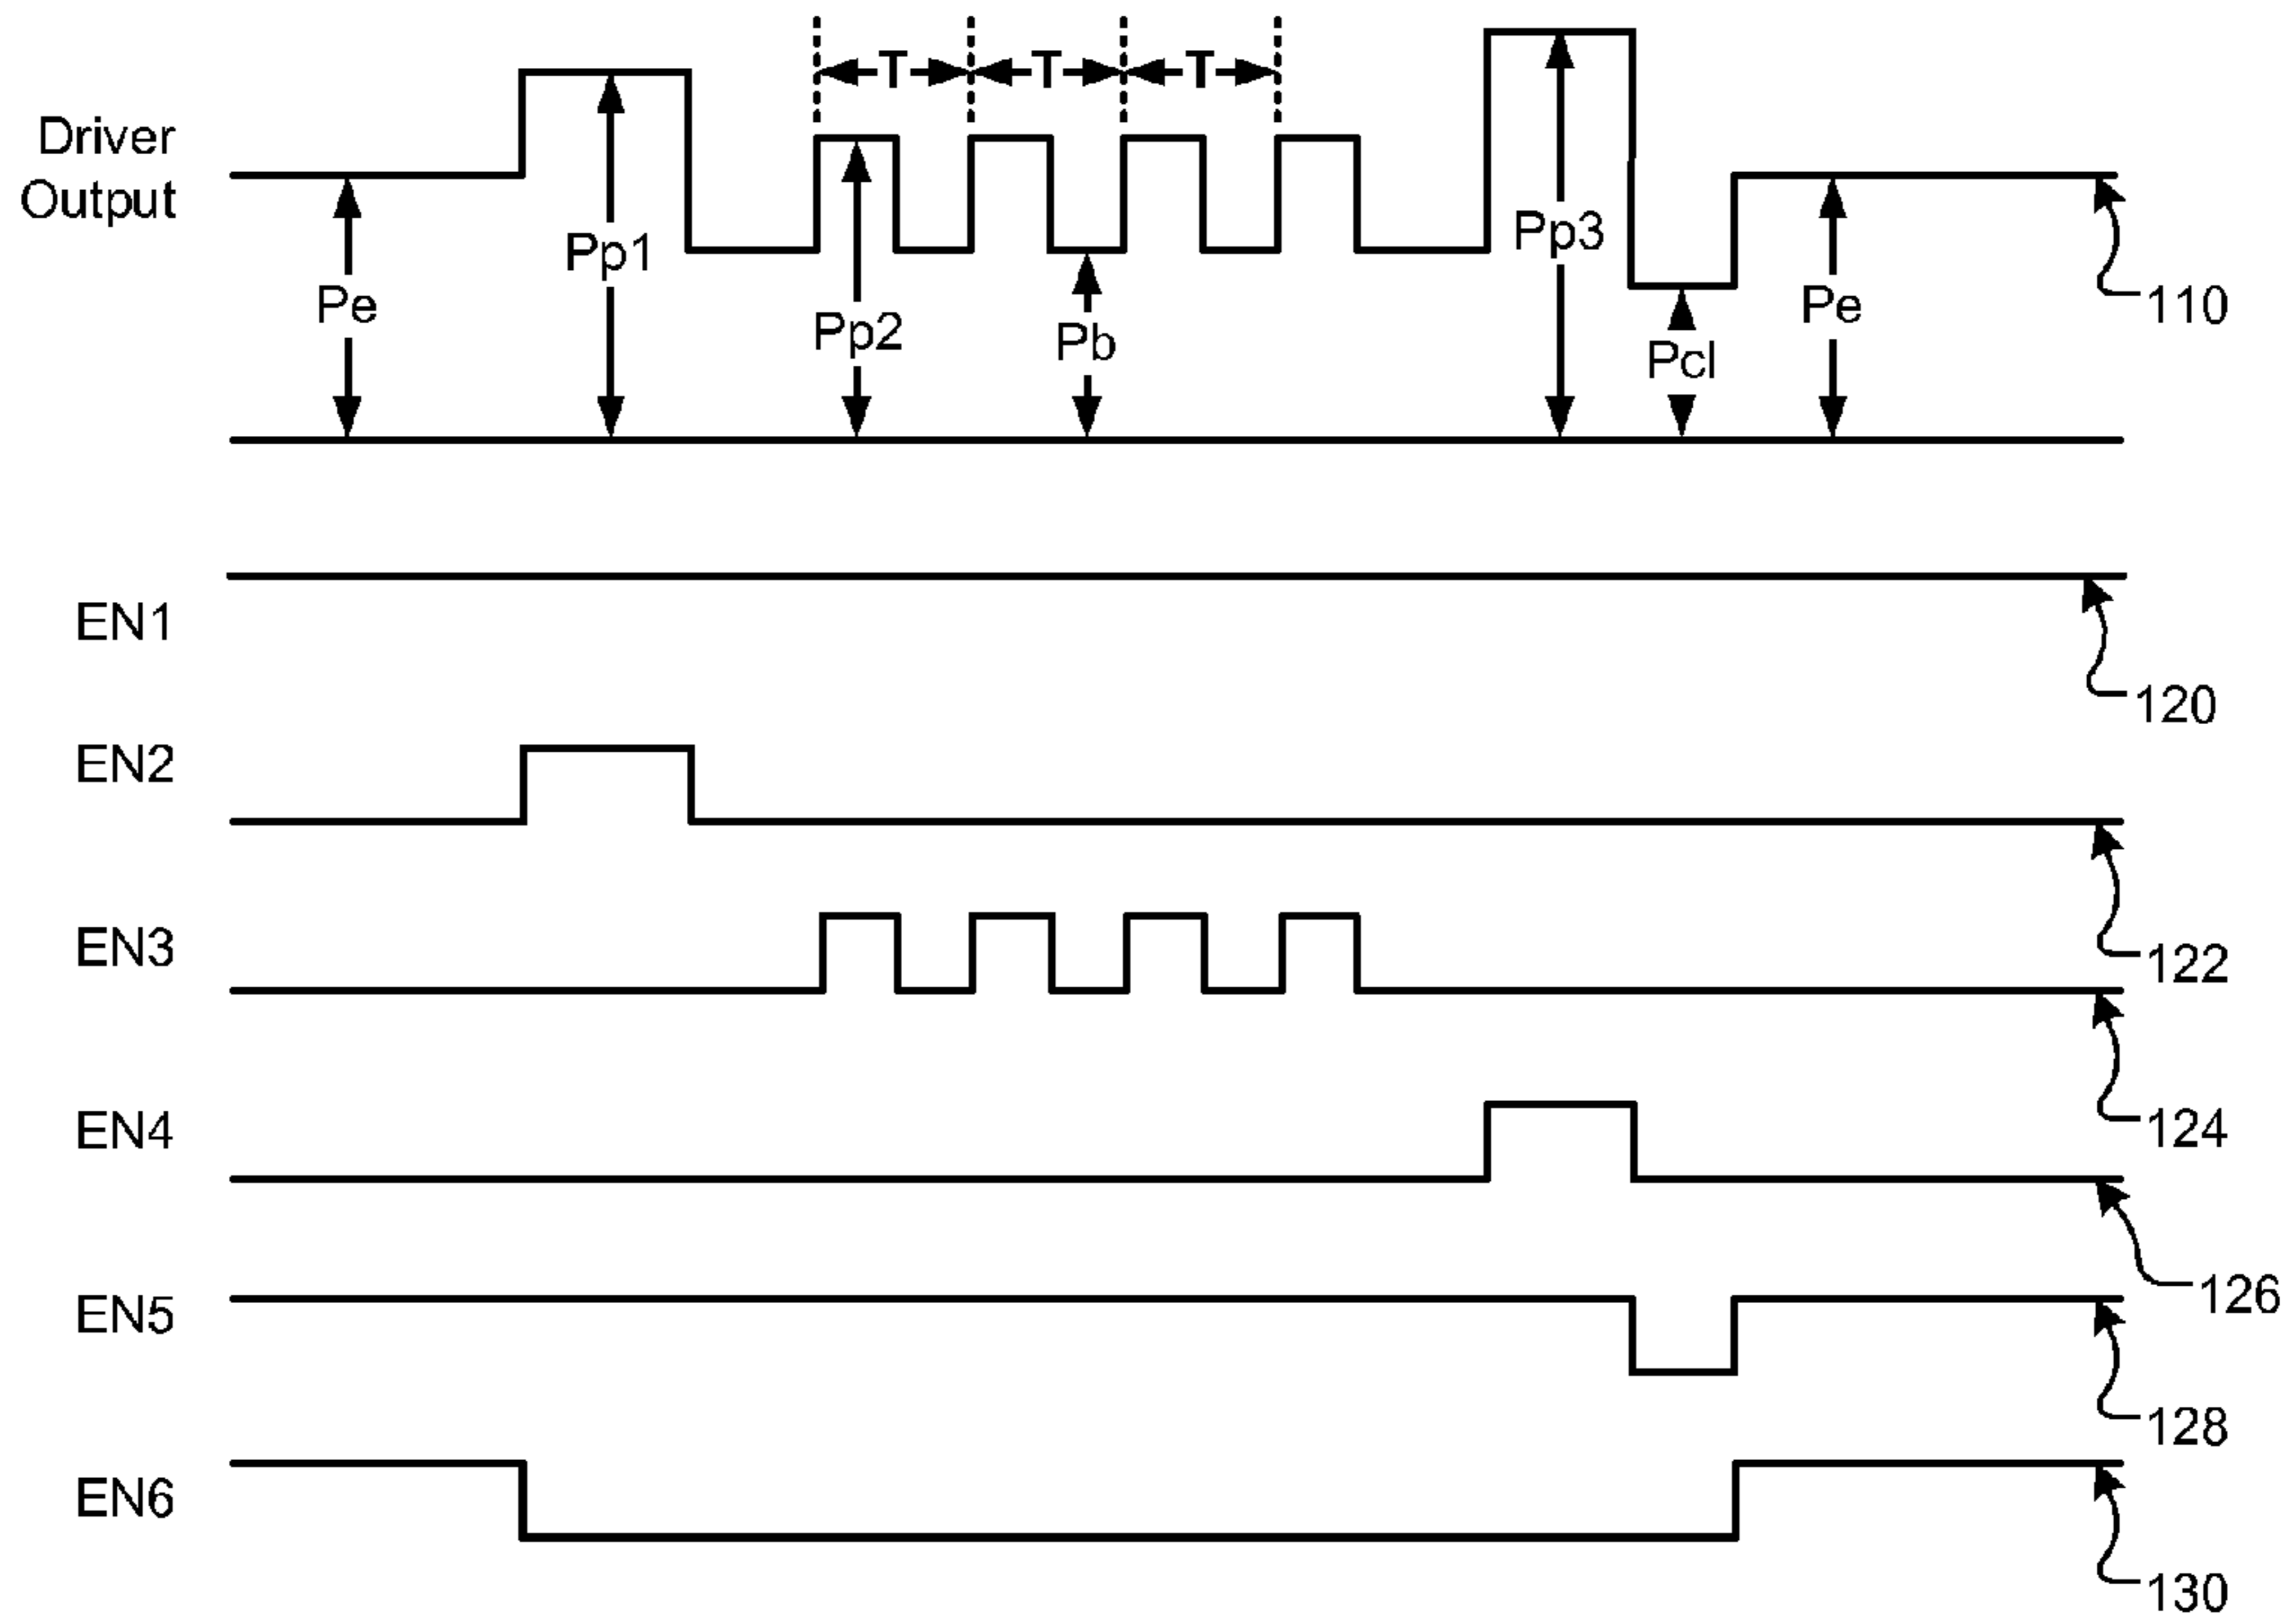 T T T
Driver
Output
Pe
Pp1
Pp2
Pb
Pp3
Pcl
Pe
110
EN1
120
EN2
122
EN3
124
EN4
126
EN5
128
EN6
130